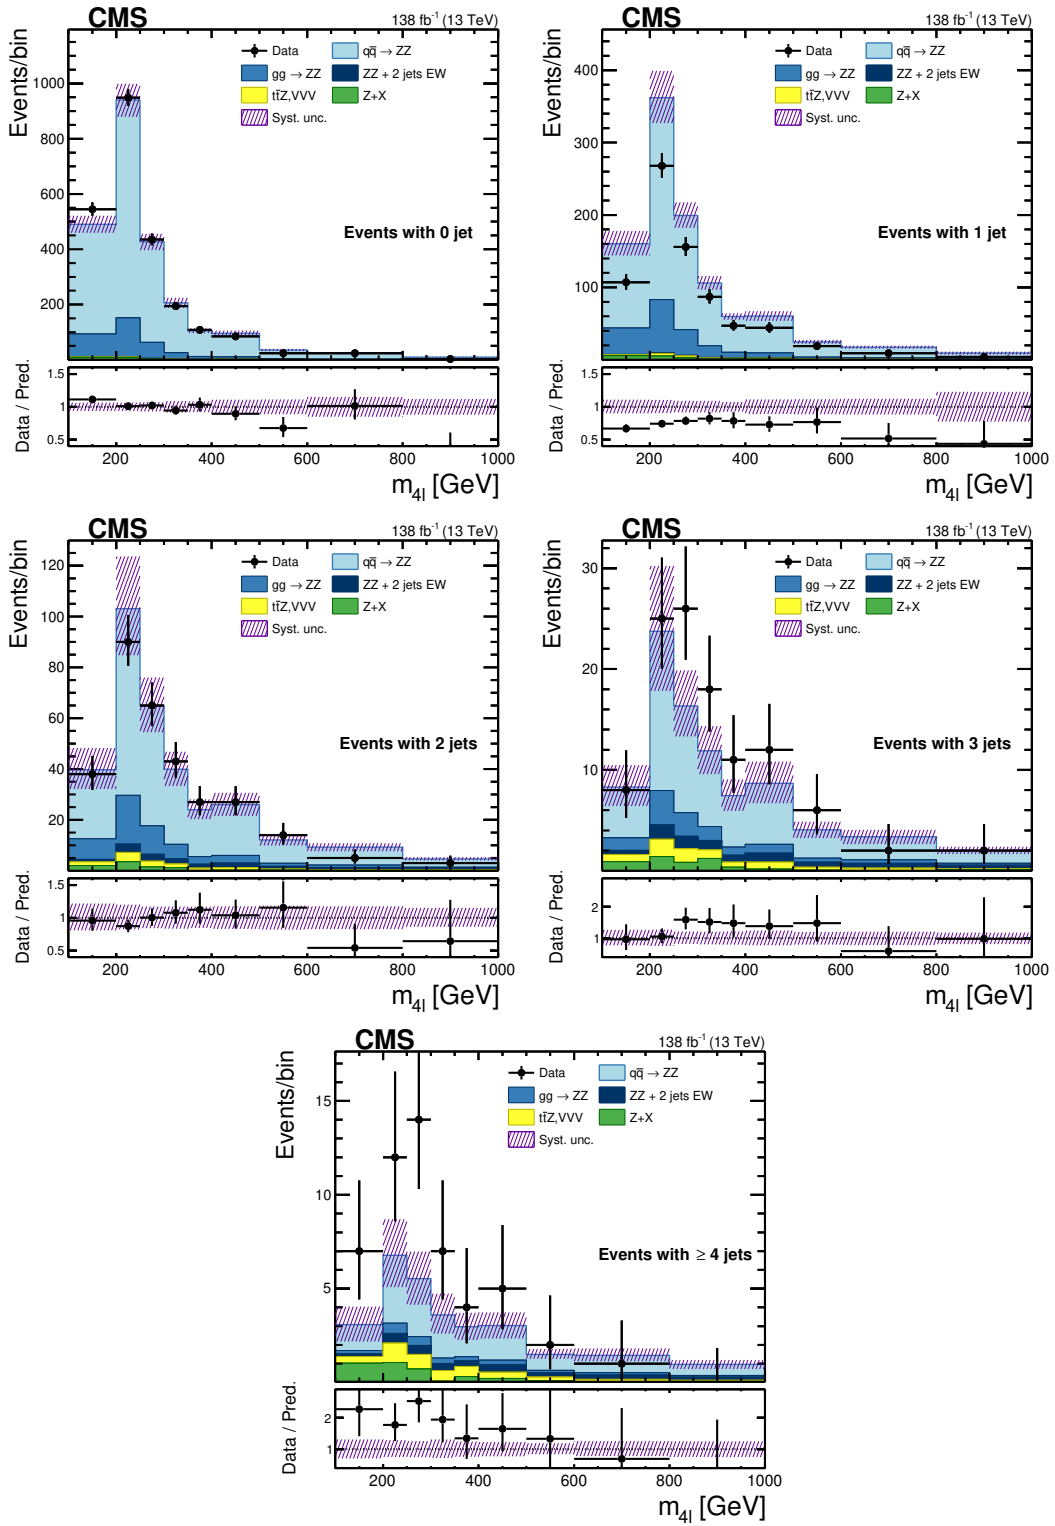 CMS 138 fb⁻¹ (13 TeV)
Events/bin
Data qq̄ → ZZ
gg → ZZ ZZ + 2 jets EW
tt̄Z,VVV Z+X
Syst. unc.
1000
800
600
400
200
Events with 0 jet
Data / Pred.
1.5
1
0.5
200 400 600 800 1000
m4l [GeV]
CMS 138 fb⁻¹ (13 TeV)
Events/bin
Data qq̄ → ZZ
gg → ZZ ZZ + 2 jets EW
tt̄Z,VVV Z+X
Syst. unc.
400
300
200
100
Events with 1 jet
Data / Pred.
1.5
1
0.5
200 400 600 800 1000
m4l [GeV]
CMS 138 fb⁻¹ (13 TeV)
Events/bin
Data qq̄ → ZZ
gg → ZZ ZZ + 2 jets EW
tt̄Z,VVV Z+X
Syst. unc.
120
100
80
60
40
20
Events with 2 jets
Data / Pred.
1.5
1
0.5
200 400 600 800 1000
m4l [GeV]
CMS 138 fb⁻¹ (13 TeV)
Events/bin
Data qq̄ → ZZ
gg → ZZ ZZ + 2 jets EW
tt̄Z,VVV Z+X
Syst. unc.
30
20
10
Events with 3 jets
Data / Pred.
2
1
200 400 600 800 1000
m4l [GeV]
CMS 138 fb⁻¹ (13 TeV)
Events/bin
Data qq̄ → ZZ
gg → ZZ ZZ + 2 jets EW
tt̄Z,VVV Z+X
Syst. unc.
15
10
5
Events with ≥ 4 jets
Data / Pred.
2
1
200 400 600 800 1000
m4l [GeV]